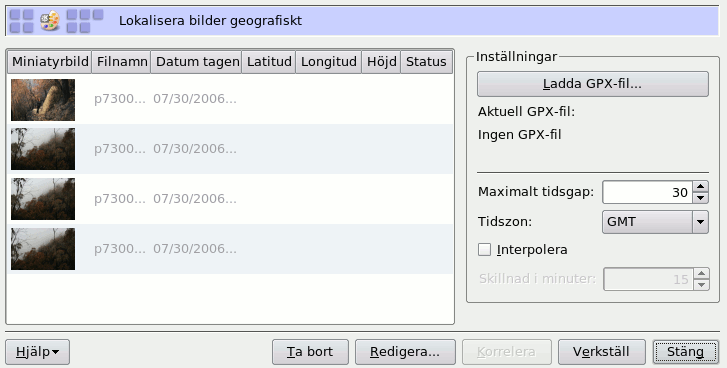 Lokalisera bilder geografiskt
Miniatyrbild Filnamn Datum tagen Latitud Longitud Höjd Status
p7300... 07/30/2006...
p7300... 07/30/2006...
p7300... 07/30/2006...
p7300... 07/30/2006...
Inställningar
Ladda GPX-fil...
Aktuell GPX-fil:
Ingen GPX-fil
Maximalt tidsgap: 30
Tidszon: GMT
Interpolera
Skillnad i minuter: 15
Hjälp Ta bort Redigera... Korrelera Verkställ Stäng